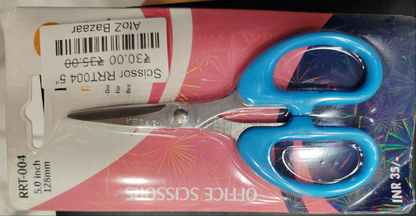 AtoZ Bazaar
₹30.00 ₹35.00
Scissor RRT004 5"
RRT-004
5.0 Inch
128mm
OFFICE SCISSORS
INR 35/-